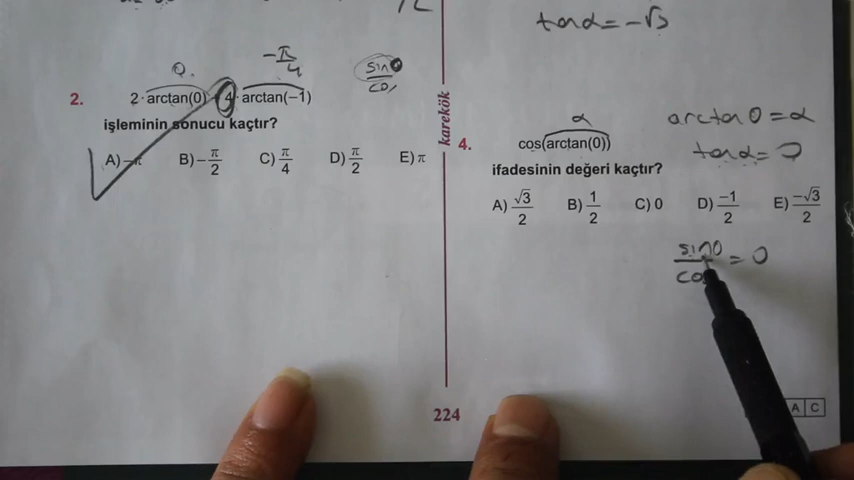 tanα = -√3
0.
-π/4
sin0
cos
2. 2·arctan(0) + 4·arctan(-1)
işleminin sonucu kaçtır?
A) -π B) -π/2 C) π/4 D) π/2 E) π
karekök
α
arctan0 = α
4. cos(arctan(0))
tanα = 0
ifadesinin değeri kaçtır?
A) √3/2 B) 1/2 C) 0 D) -1/2 E) -√3/2
sin0
= 0
224
A C